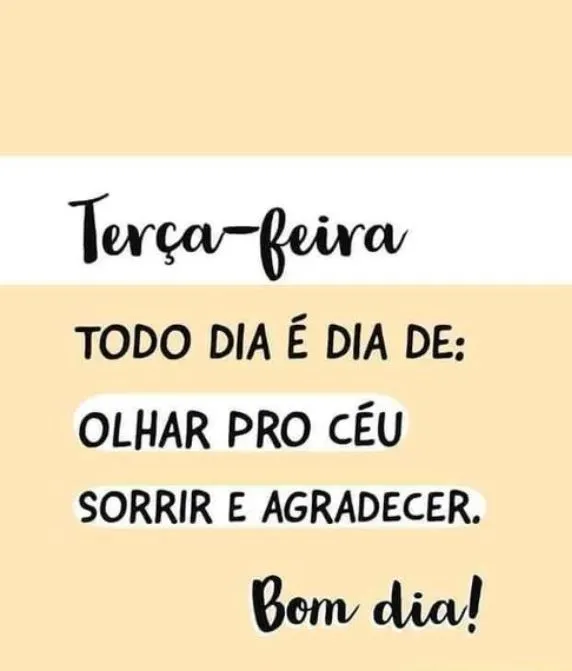 Terça-feira
TODO DIA É DIA DE:
OLHAR PRO CÉU
SORRIR E AGRADECER.
Bom dia!